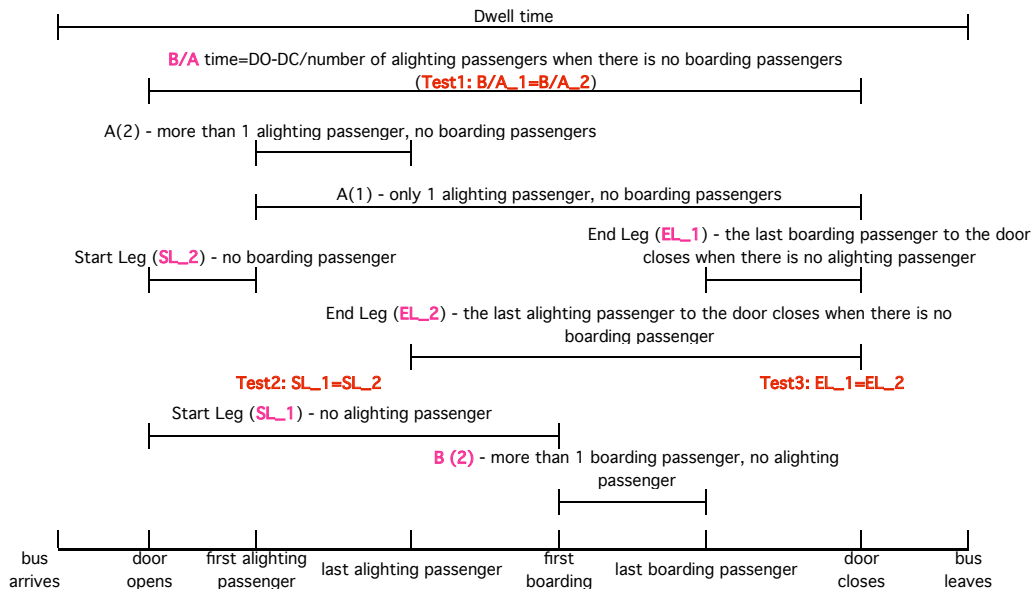 Dwell time
B/A time=DO-DC/number of alighting passengers when there is no boarding passengers
(Test1: B/A_1=B/A_2)
A(2) - more than 1 alighting passenger, no boarding passengers
A(1) - only 1 alighting passenger, no boarding passengers
End Leg (EL_1) - the last boarding passenger to the door
closes when there is no alighting passenger
Start Leg (SL_2) - no boarding passenger
End Leg (EL_2) - the last alighting passenger to the door closes when there is no
boarding passenger
Test2: SL_1=SL_2
Test3: EL_1=EL_2
Start Leg (SL_1) - no alighting passenger
B (2) - more than 1 boarding passenger, no alighting
passenger
bus
arrives
door
opens
first alighting
passenger
last alighting passenger
first
boarding
last boarding passenger
door
closes
bus
leaves